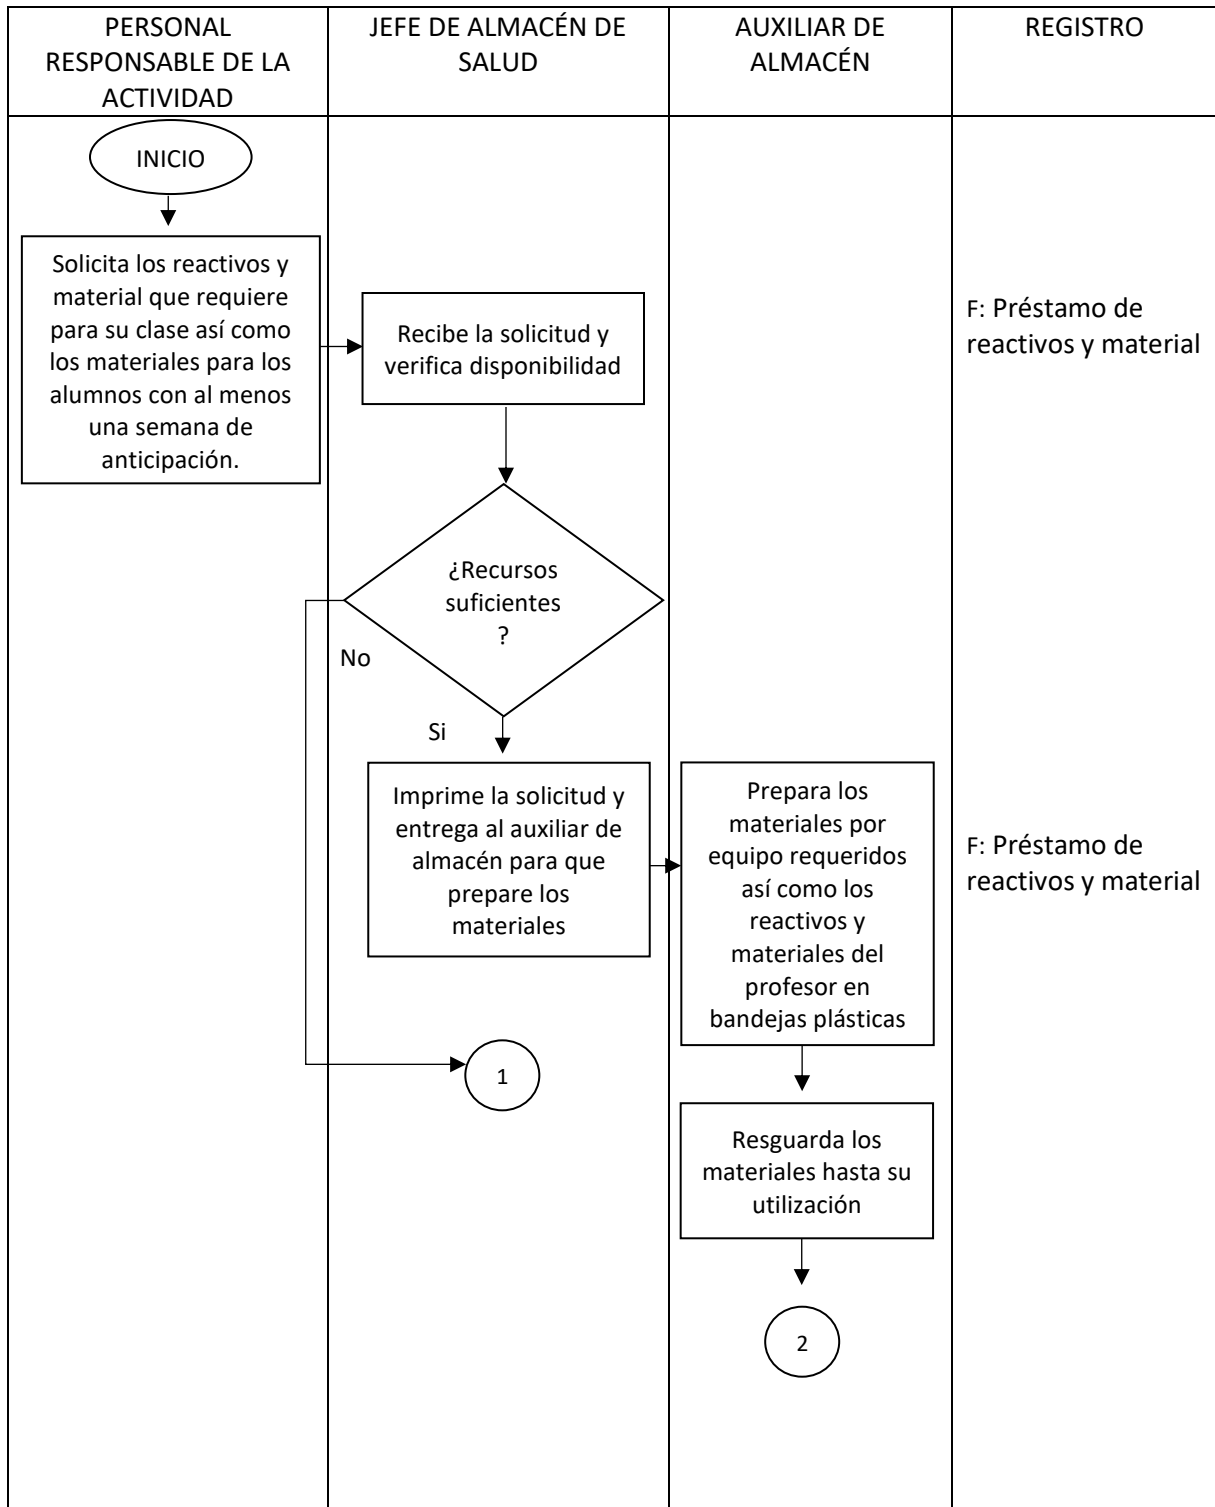 PERSONAL
RESPONSABLE DE LA
ACTIVIDAD
JEFE DE ALMACÉN DE
SALUD
AUXILIAR DE
ALMACÉN
REGISTRO
INICIO
Solicita los reactivos y
material que requiere
para su clase así como
los materiales para los
alumnos con al menos
una semana de
anticipación.
Recibe la solicitud y
verifica disponibilidad
F: Préstamo de
reactivos y material
¿Recursos
suficientes
?
No
Si
Imprime la solicitud y
entrega al auxiliar de
almacén para que
prepare los
materiales
Prepara los
materiales por
equipo requeridos
así como los
reactivos y
materiales del
profesor en
bandejas plásticas
F: Préstamo de
reactivos y material
1
Resguarda los
materiales hasta su
utilización
2